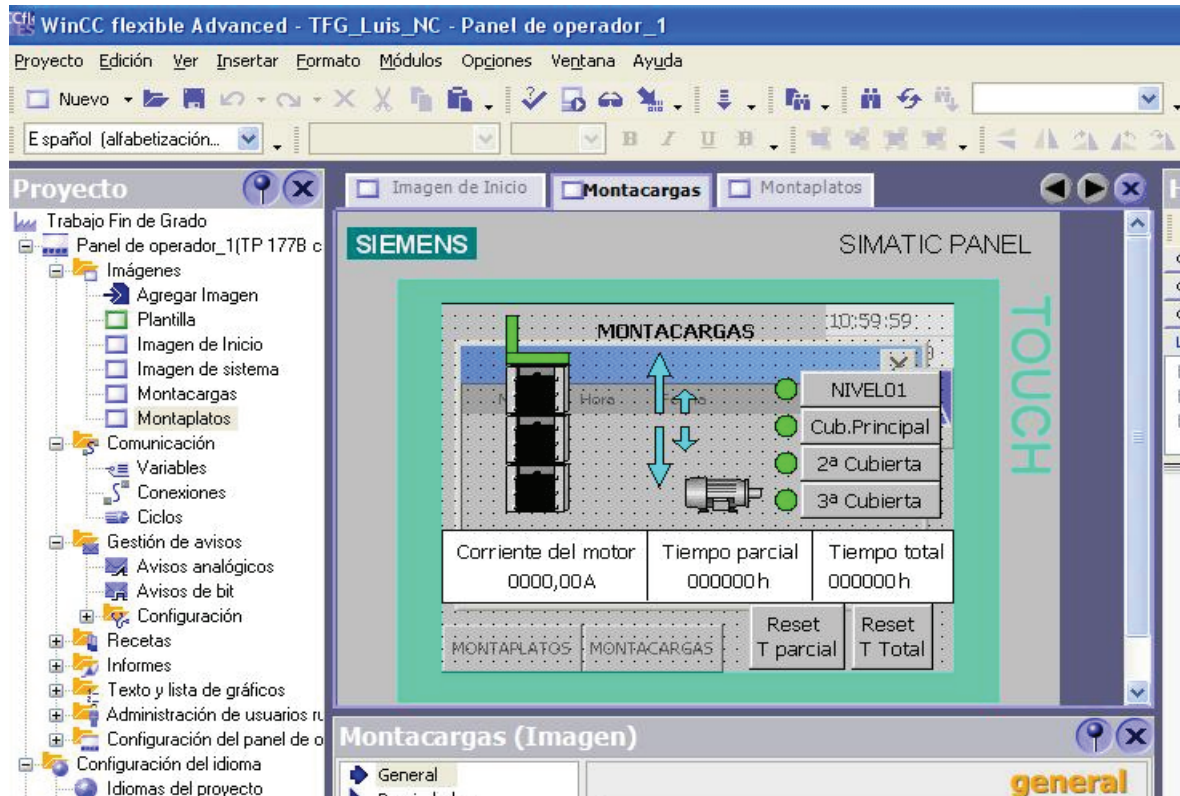 WinCC flexible Advanced - TFG_Luis_NC - Panel de operador_1
Proyecto Edición Ver Insertar Formato Módulos Opciones Ventana Ayuda
Nuevo
Español (alfabetización...
B I U B
Proyecto
Imagen de Inicio Montacargas Montaplatos
Trabajo Fin de Grado
Panel de operador_1(TP 177B c
Imágenes
Agregar Imagen
Plantilla
Imagen de Inicio
Imagen de sistema
Montacargas
Montaplatos
Comunicación
Variables
Conexiones
Ciclos
Gestión de avisos
Avisos analógicos
Avisos de bit
Configuración
Recetas
Informes
Texto y lista de gráficos
Administración de usuarios ru
Configuración del panel de o
Configuración del idioma
Idiomas del proyecto
SIEMENS
SIMATIC PANEL
TOUCH
MONTACARGAS
10:59:59
Hora
NIVEL01
Cub.Principal
2ª Cubierta
3ª Cubierta
Corriente del motor Tiempo parcial Tiempo total
0000,00A 000000h 000000h
MONTAPLATOS MONTACARGAS
Reset
T parcial
Reset
T Total
Montacargas (Imagen)
General
general